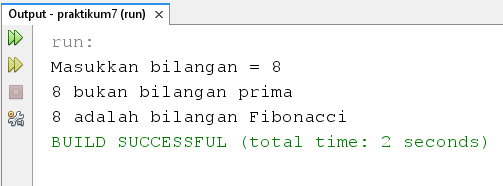 Output - praktikum7 (run) ×
run:
Masukkan bilangan = 8
8 bukan bilangan prima
8 adalah bilangan Fibonacci
BUILD SUCCESSFUL (total time: 2 seconds)